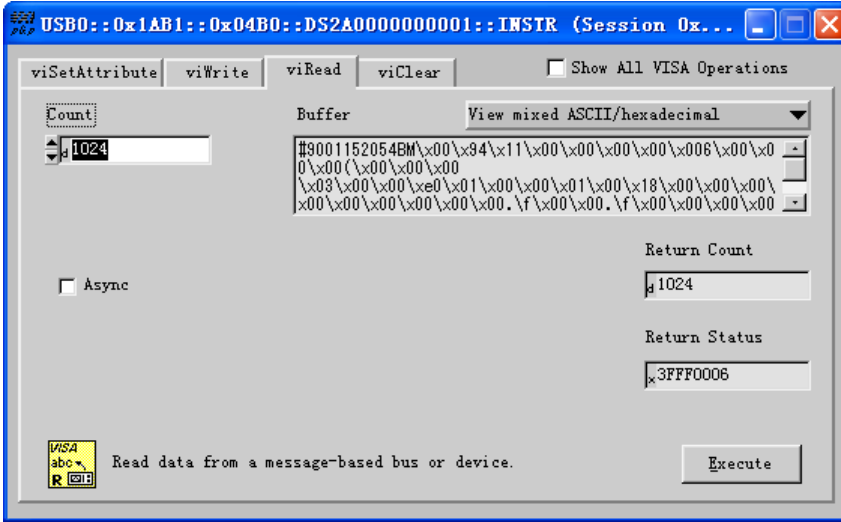 USB0::0x1AB1::0x04B0::DS2A0000000001::INSTR (Session 0x...
viSetAttribute viWrite viRead viClear Show All VISA Operations
Count Buffer View mixed ASCII/hexadecimal
d 1024
#9001152054BM\x00\x94\x11\x00\x00\x00\x00\x006\x00\x0
0\x00(\x00\x00\x00
\x03\x00\x00\xe0\x01\x00\x00\x01\x00\x18\x00\x00\x00\
x00\x00\x00\x00\x00\x00.\f\x00\x00.\f\x00\x00\x00\x00
Return Count
Async
d 1024
Return Status
x 3FFF0006
VISA
abc
R
Read data from a message-based bus or device.
Execute